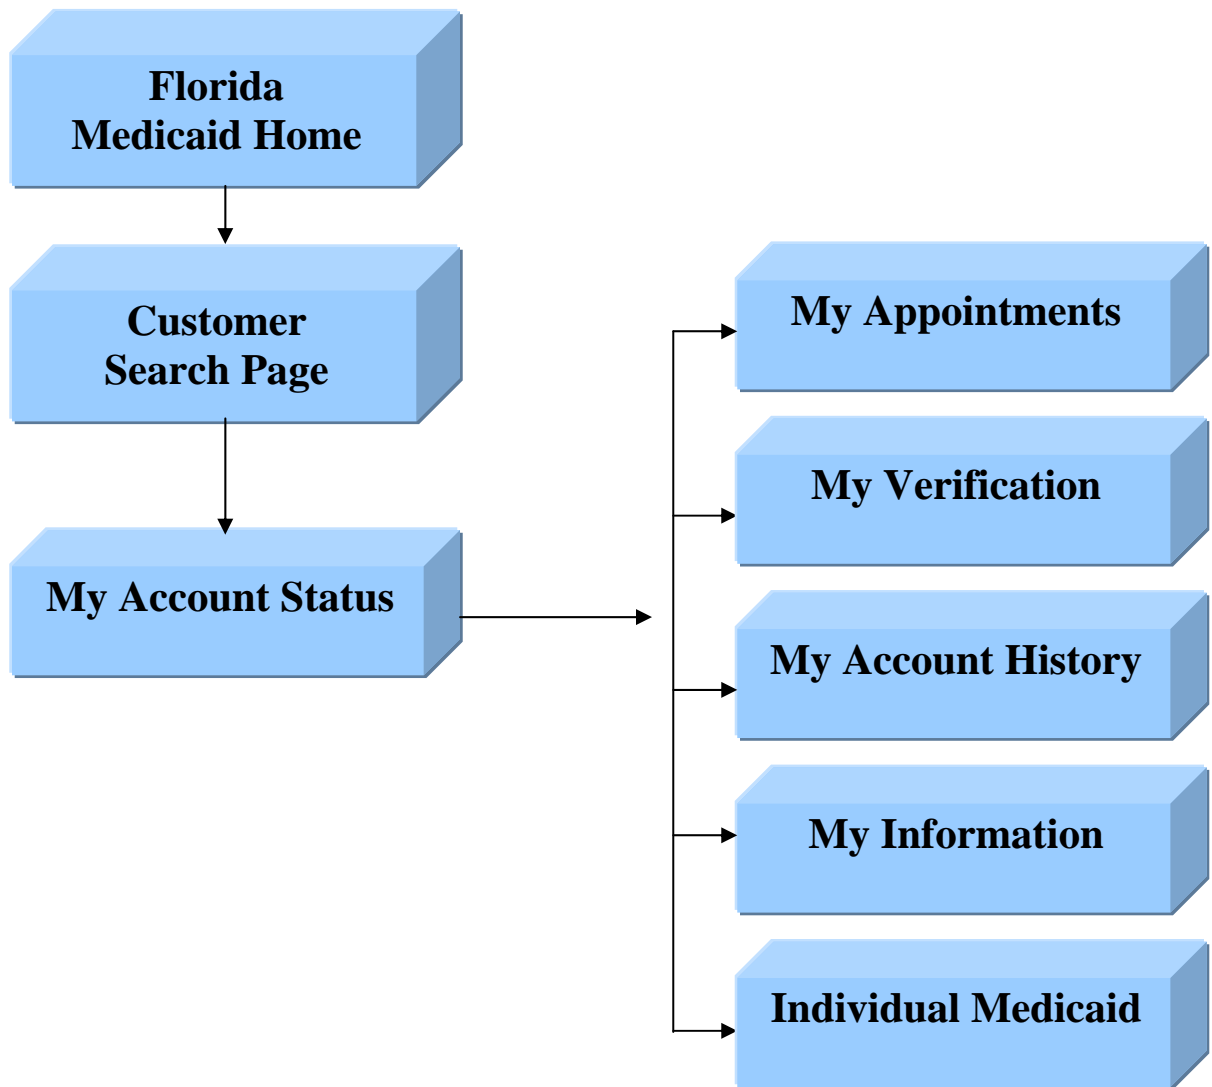 Florida
Medicaid Home
Customer
Search Page
My Account Status
My Appointments
My Verification
My Account History
My Information
Individual Medicaid